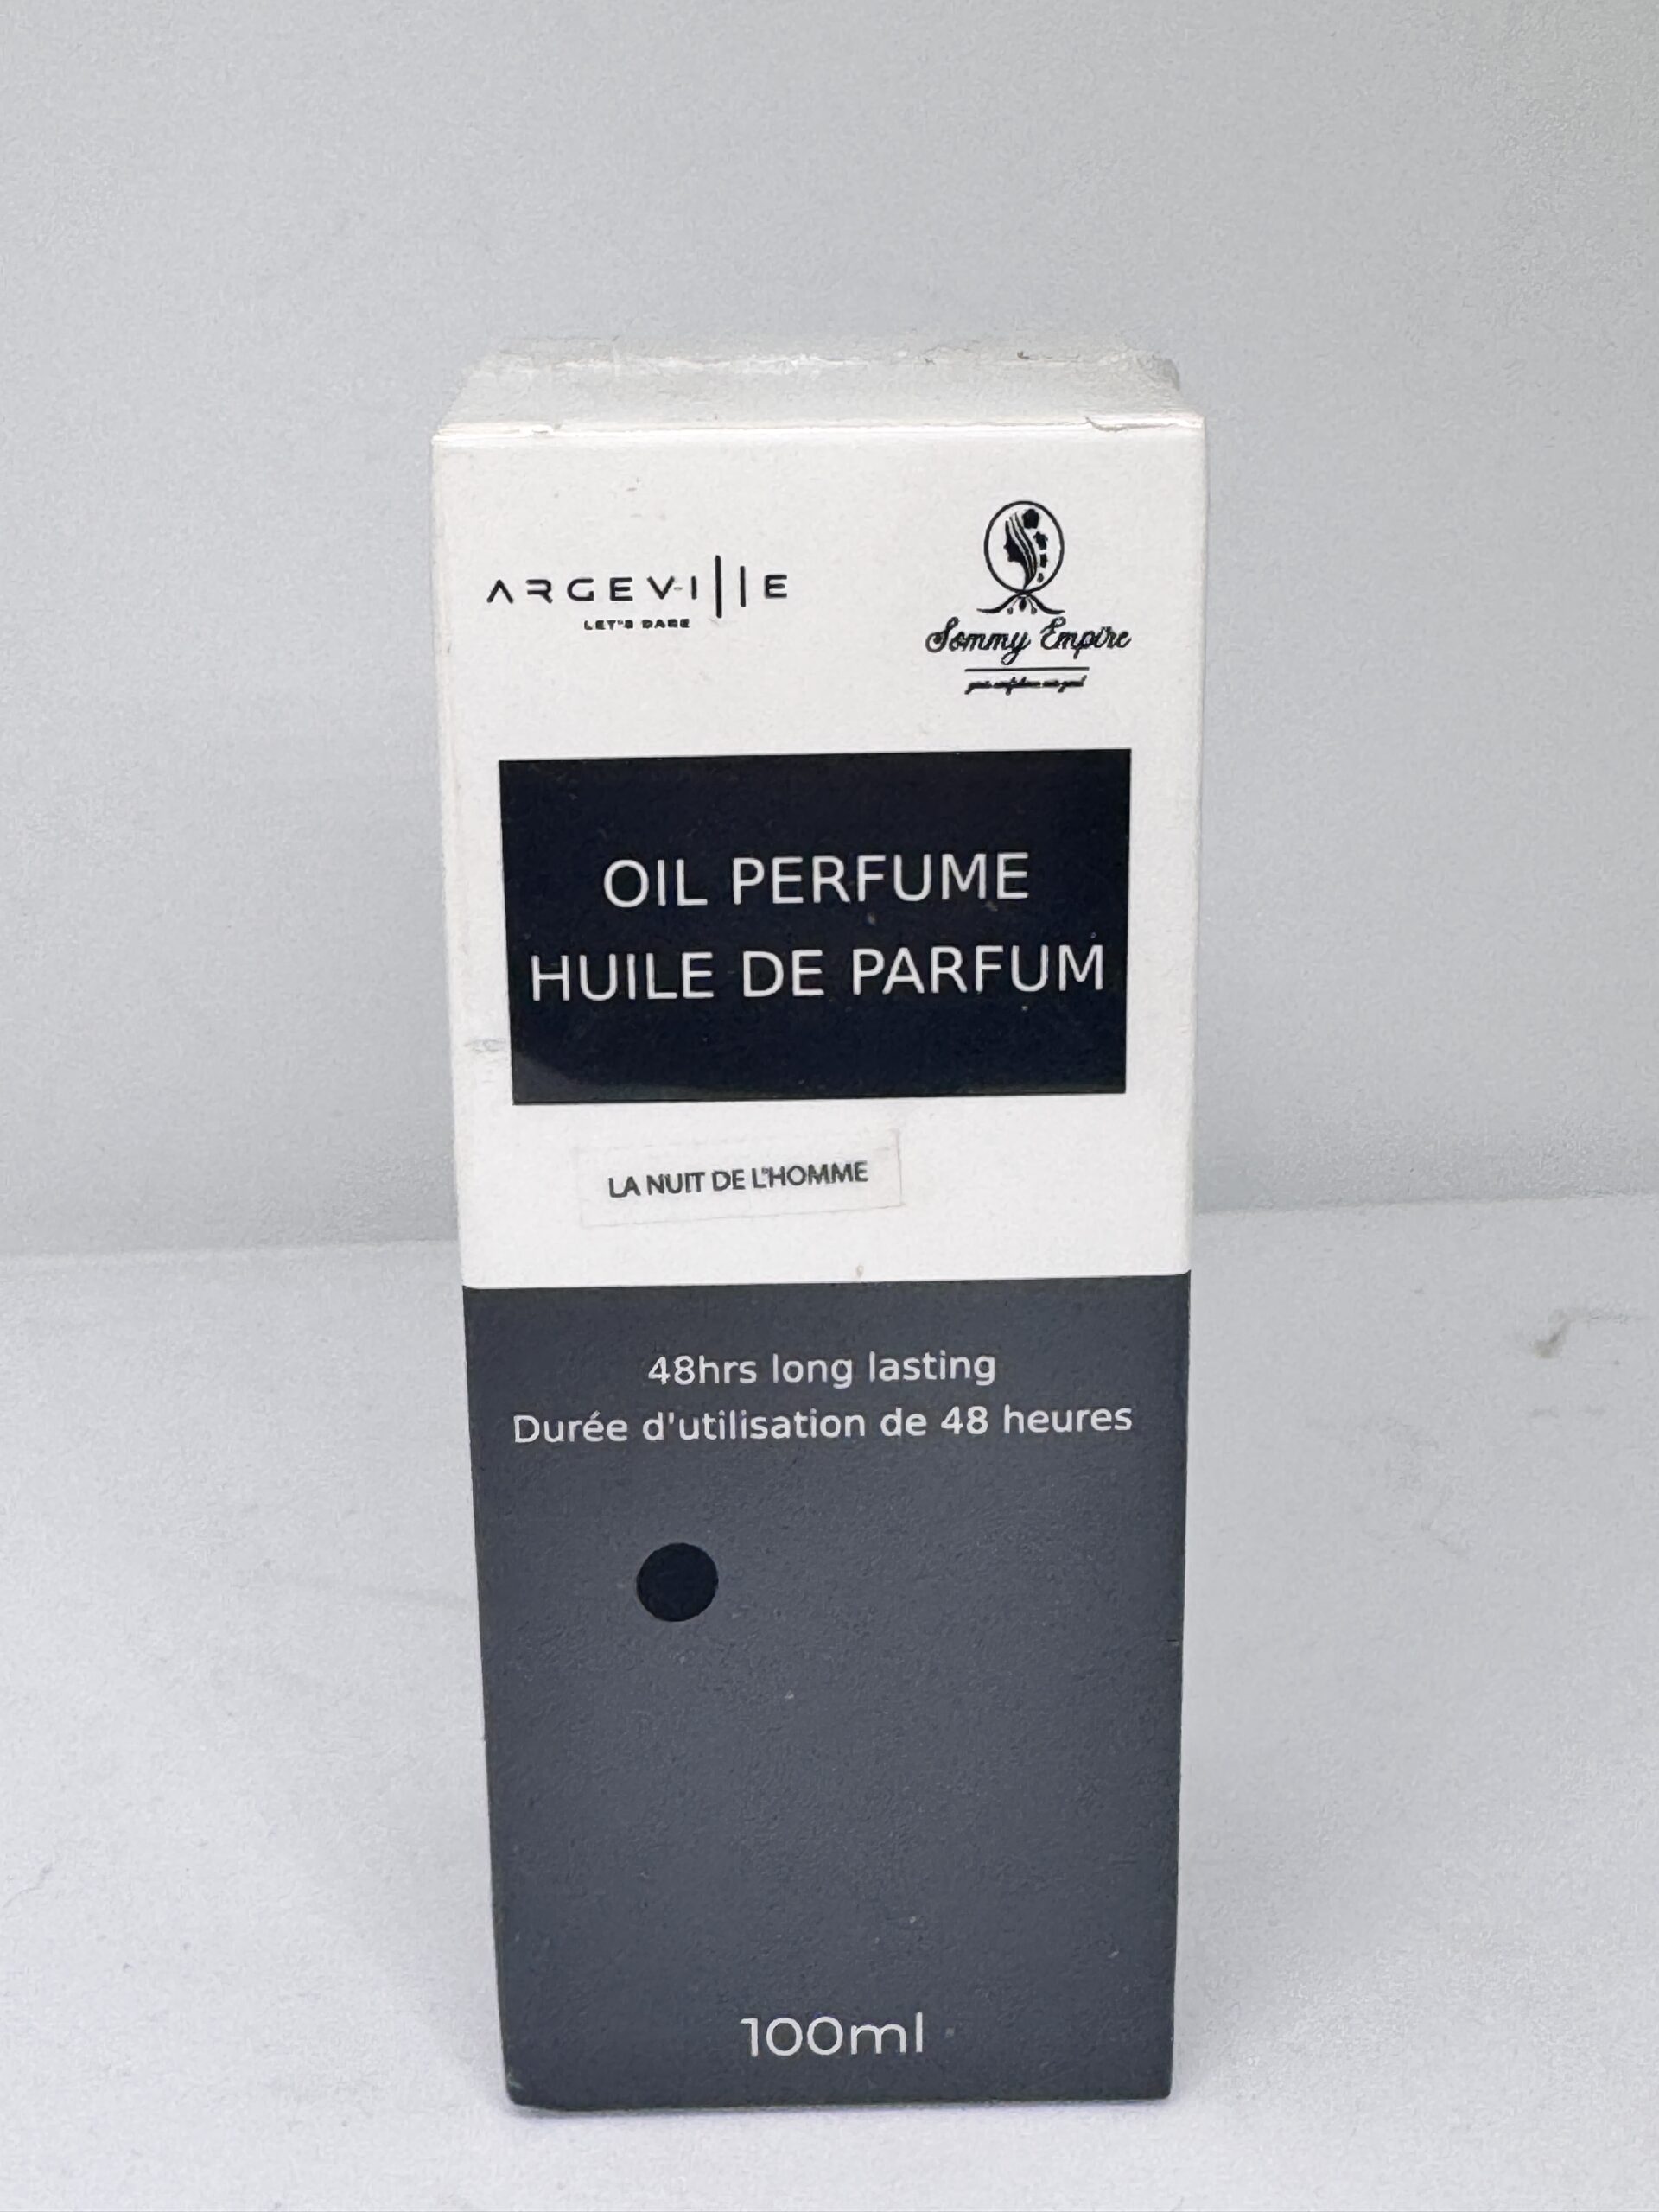 ARGEVILLE
LET'S DARE
Sommy Empire
OIL PERFUME
HUILE DE PARFUM
LA NUIT DE L'HOMME
48hrs long lasting
Durée d'utilisation de 48 heures
100ml